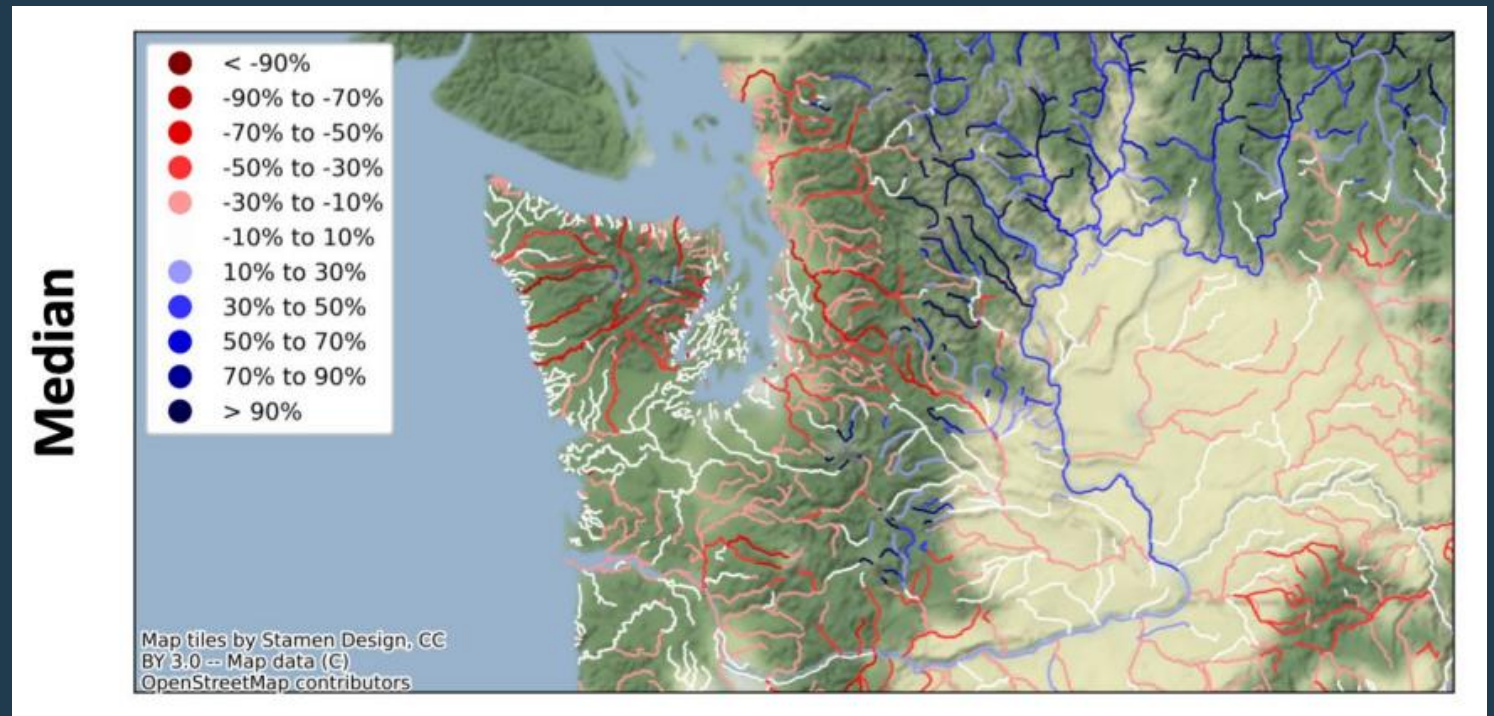 Median
< -90%
-90% to -70%
-70% to -50%
-50% to -30%
-30% to -10%
-10% to 10%
10% to 30%
30% to 50%
50% to 70%
70% to 90%
> 90%
Map tiles by Stamen Design, CC
BY 3.0 -- Map data (C)
OpenStreetMap contributors